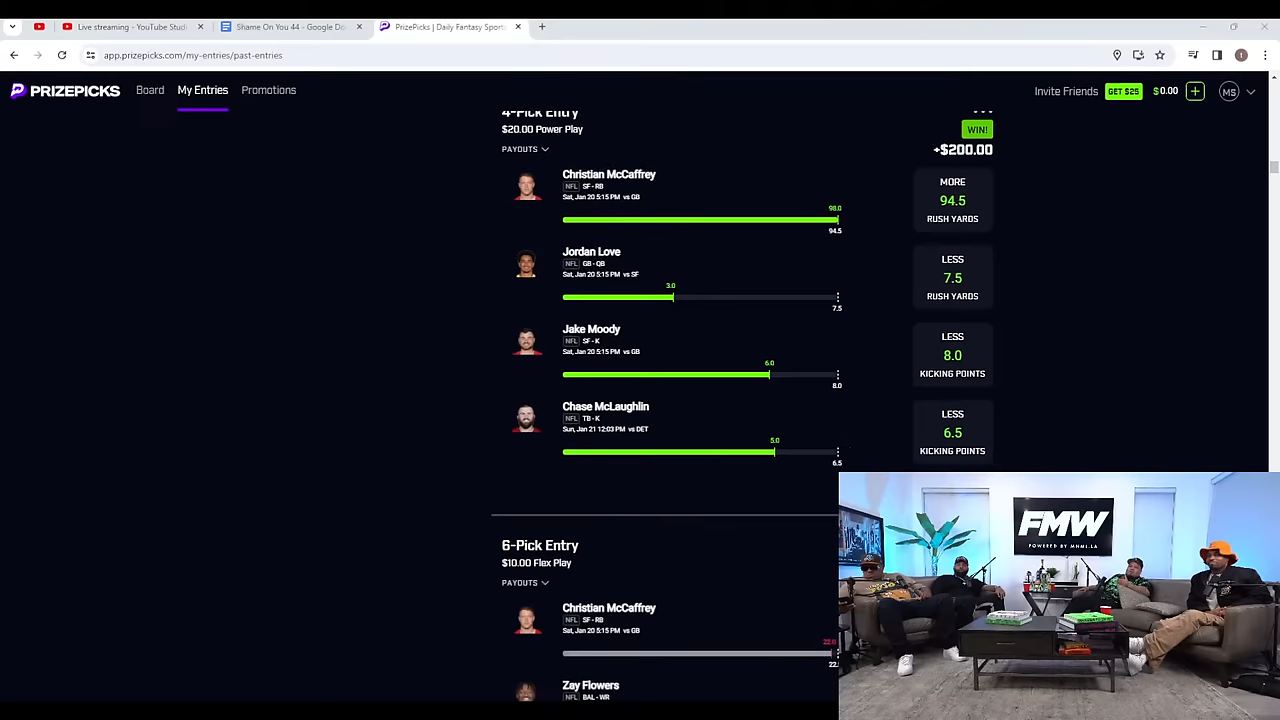 Live streaming - YouTube Stud
Shame On You 44 - Google Do
PrizePicks | Daily Fantasy Sports
app.prizepicks.com/my-entries/past-entries
PRIZEPICKS
Board
My Entries
Promotions
Invite Friends
GET $25
$0.00
MS
4-Pick Entry
$20.00 Power Play
PAYOUTS
WIN!
+$200.00
Christian McCaffrey
NFL SF - RB
Sat, Jan 20 5:15 PM vs GB
98.0
94.5
MORE
94.5
RUSH YARDS
Jordan Love
NFL GB - QB
Sat, Jan 20 5:15 PM vs SF
3.0
7.5
LESS
7.5
RUSH YARDS
Jake Moody
NFL SF - K
Sat, Jan 20 5:15 PM vs GB
6.0
8.0
LESS
8.0
KICKING POINTS
Chase McLaughlin
NFL TB - K
Sun, Jan 21 12:03 PM vs DET
5.0
6.5
LESS
6.5
KICKING POINTS
6-Pick Entry
$10.00 Flex Play
PAYOUTS
Christian McCaffrey
NFL SF - RB
Sat, Jan 20 5:15 PM vs GB
22.0
22.
Zay Flowers
NFL BAL - WR
FMW
POWERED BY MHMI.LA